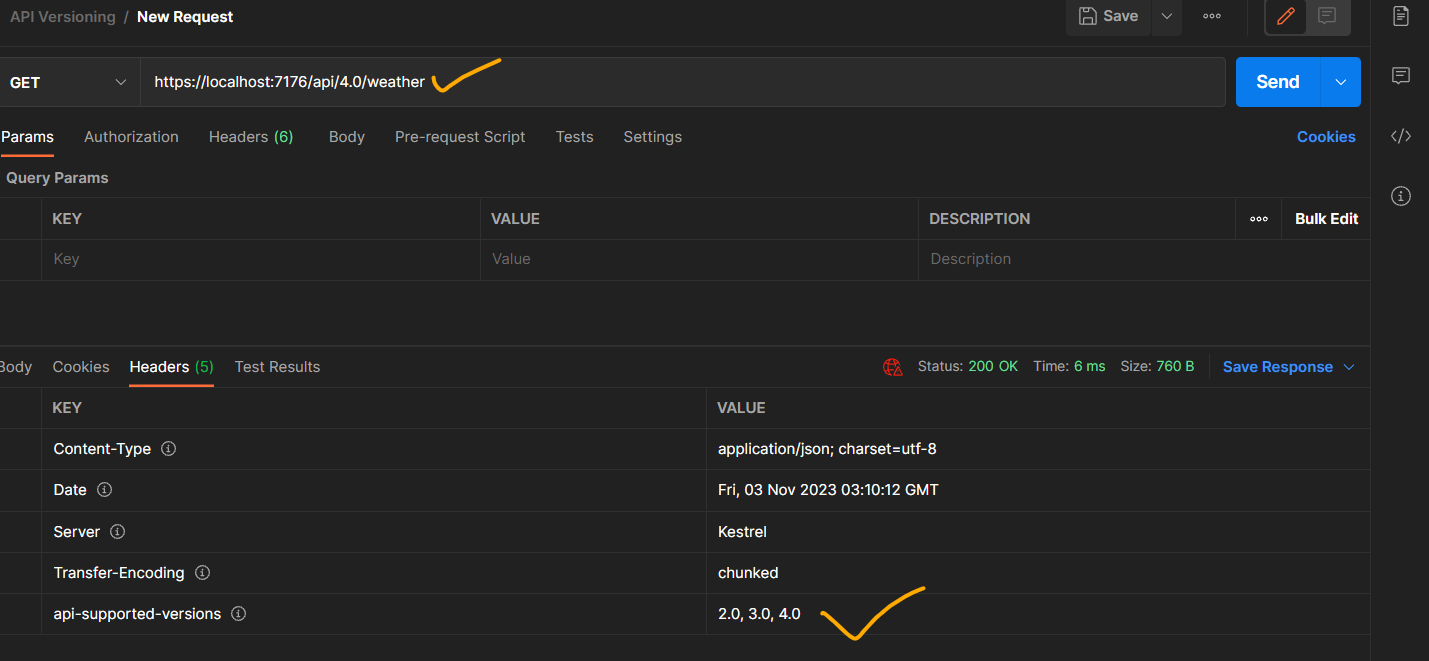 API Versioning / New Request
Save
GET
https://localhost:7176/api/4.0/weather
Send
Params Authorization Headers (6) Body Pre-request Script Tests Settings Cookies
Query Params
KEY VALUE DESCRIPTION Bulk Edit
Key Value Description
Body Cookies Headers (5) Test Results Status: 200 OK Time: 6 ms Size: 760 B Save Response
KEY VALUE
Content-Type application/json; charset=utf-8
Date Fri, 03 Nov 2023 03:10:12 GMT
Server Kestrel
Transfer-Encoding chunked
api-supported-versions 2.0, 3.0, 4.0